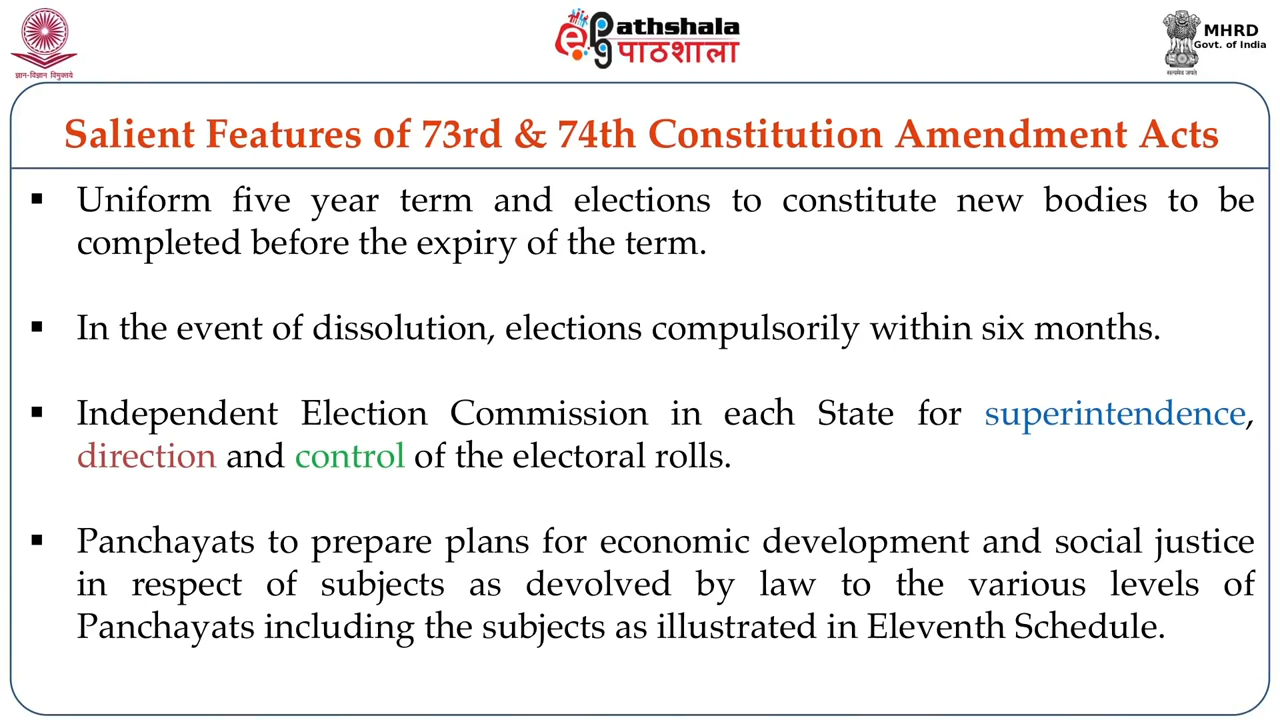 ज्ञान-विज्ञान विमुक्तये
ePathshala
पाठशाला
MHRD
Govt. of India
सत्यमेव जयते
Salient Features of 73rd & 74th Constitution Amendment Acts
▪ Uniform five year term and elections to constitute new bodies to be
completed before the expiry of the term.
▪ In the event of dissolution, elections compulsorily within six months.
▪ Independent Election Commission in each State for superintendence,
direction and control of the electoral rolls.
▪ Panchayats to prepare plans for economic development and social justice
in respect of subjects as devolved by law to the various levels of
Panchayats including the subjects as illustrated in Eleventh Schedule.